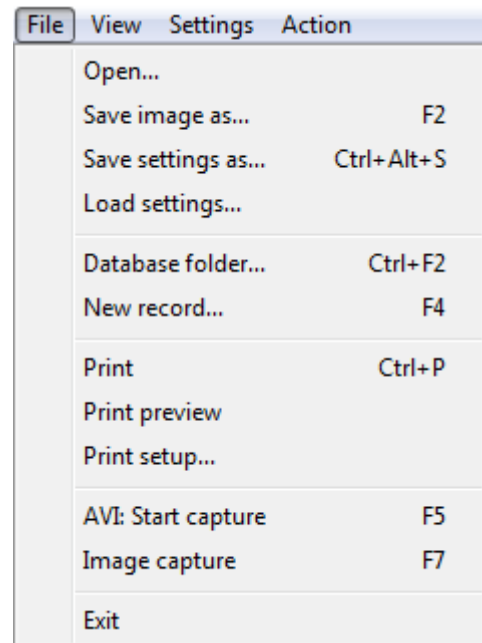 File View Settings Action
Open...
Save image as... F2
Save settings as... Ctrl+Alt+S
Load settings...
Database folder... Ctrl+F2
New record... F4
Print Ctrl+P
Print preview
Print setup...
AVI: Start capture F5
Image capture F7
Exit